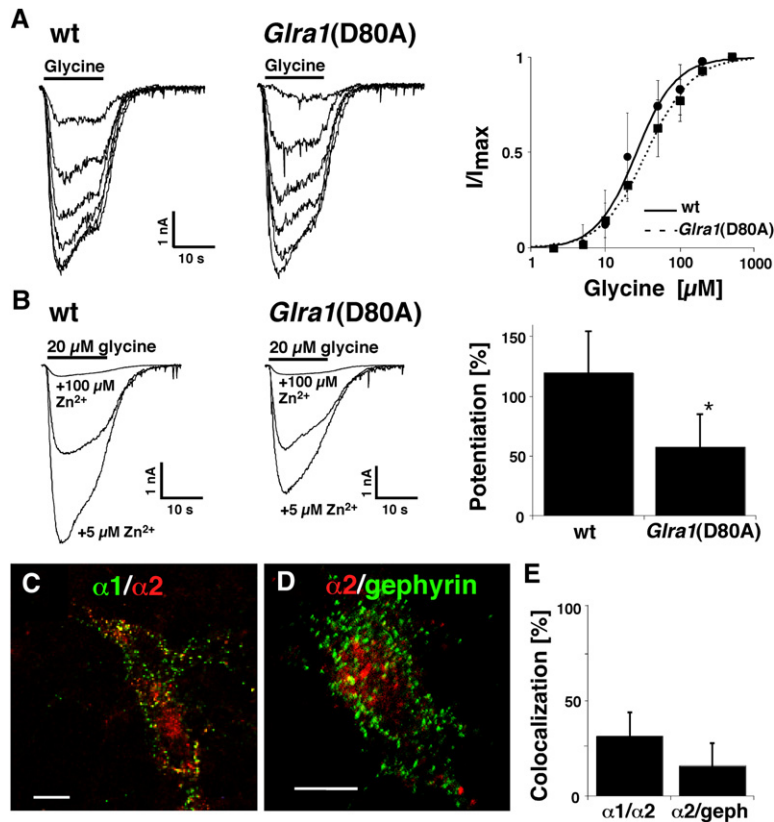 A
wt
Glra1(D80A)
Glycine
Glycine
1 nA
10 s
1 nA
10 s
I/Imax
1
0.5
0
wt
Glra1(D80A)
1
10
100
1000
Glycine [µM]
B
wt
Glra1(D80A)
20 µM glycine
+100 µM
Zn2+
+5 µM Zn2+
1 nA
10 s
20 µM glycine
+100 µM
Zn2+
+5 µM Zn2+
1 nA
10 s
Potentiation [%]
150
100
50
0
*
wt
Glra1(D80A)
C
α1/α2
D
α2/gephyrin
E
Colocalization [%]
100
50
0
α1/α2
α2/geph